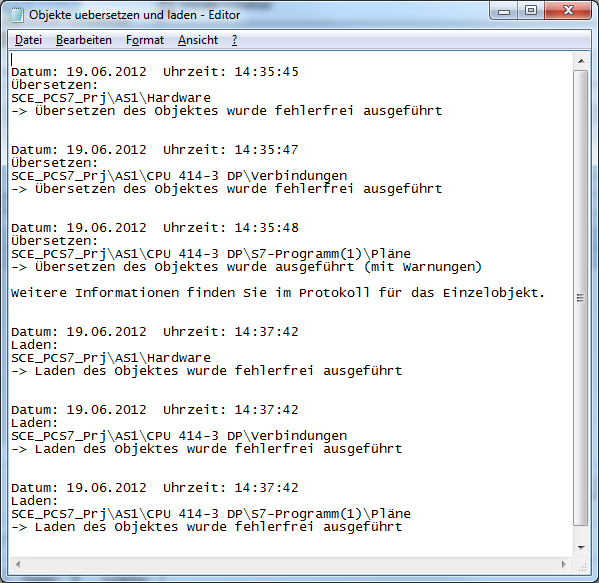 Objekte uebersetzen und laden - Editor
Datei Bearbeiten Format Ansicht ?
Datum: 19.06.2012 Uhrzeit: 14:35:45
Übersetzen:
SCE_PCS7_Prj\AS1\Hardware
-> Übersetzen des Objektes wurde fehlerfrei ausgeführt
Datum: 19.06.2012 Uhrzeit: 14:35:47
Übersetzen:
SCE_PCS7_Prj\AS1\CPU 414-3 DP\Verbindungen
-> Übersetzen des Objektes wurde fehlerfrei ausgeführt
Datum: 19.06.2012 Uhrzeit: 14:35:48
Übersetzen:
SCE_PCS7_Prj\AS1\CPU 414-3 DP\S7-Programm(1)\Pläne
-> Übersetzen des Objektes wurde ausgeführt (mit Warnungen)
Weitere Informationen finden Sie im Protokoll für das Einzelobjekt.
Datum: 19.06.2012 Uhrzeit: 14:37:42
Laden:
SCE_PCS7_Prj\AS1\Hardware
-> Laden des Objektes wurde fehlerfrei ausgeführt
Datum: 19.06.2012 Uhrzeit: 14:37:42
Laden:
SCE_PCS7_Prj\AS1\CPU 414-3 DP\Verbindungen
-> Laden des Objektes wurde fehlerfrei ausgeführt
Datum: 19.06.2012 Uhrzeit: 14:37:42
Laden:
SCE_PCS7_Prj\AS1\CPU 414-3 DP\S7-Programm(1)\Pläne
-> Laden des Objektes wurde fehlerfrei ausgeführt